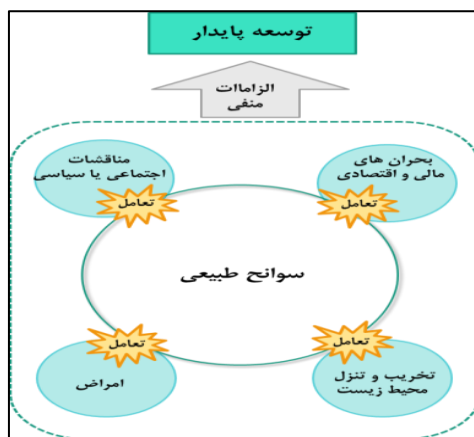 توسعه پایدار
الزاماات
منفی
مناقشات
اجتماعی یا سیاسی
تعامل
بحران های
مالی و اقتصادی
تعامل
سوانح طبیعی
تعامل
امراض
تعامل
تخریب و تنزل
محیط زیست